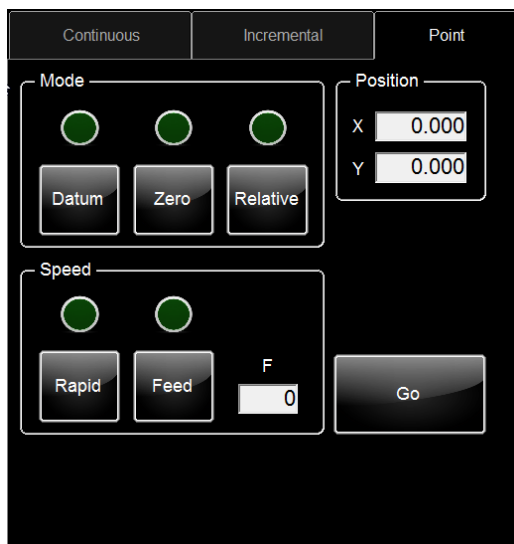 Continuous Incremental Point
Mode
Datum Zero Relative
Position
X 0.000
Y 0.000
Speed
Rapid Feed
F
0
Go